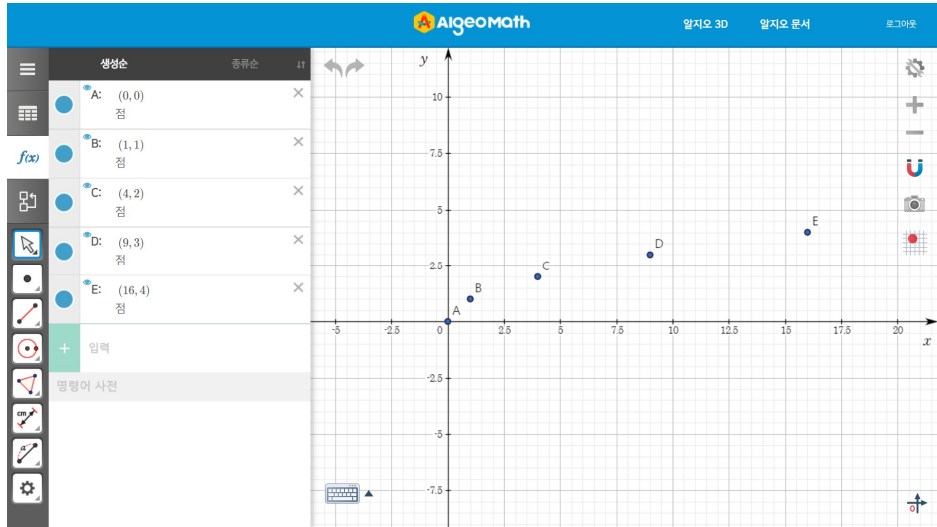 AlgeoMath 알지오 3D 알지오 문서 로그아웃
생성순 종류순
A: (0, 0)
점
B: (1, 1)
점
C: (4, 2)
점
D: (9, 3)
점
E: (16, 4)
점
+ 입력
명령어 사전
f(x)
cm
a
y
10
7.5
5
2.5
-5 -2.5 0 2.5 5 7.5 10 12.5 15 17.5 20
x
-2.5
-5
-7.5
A
B
C
D
E
0